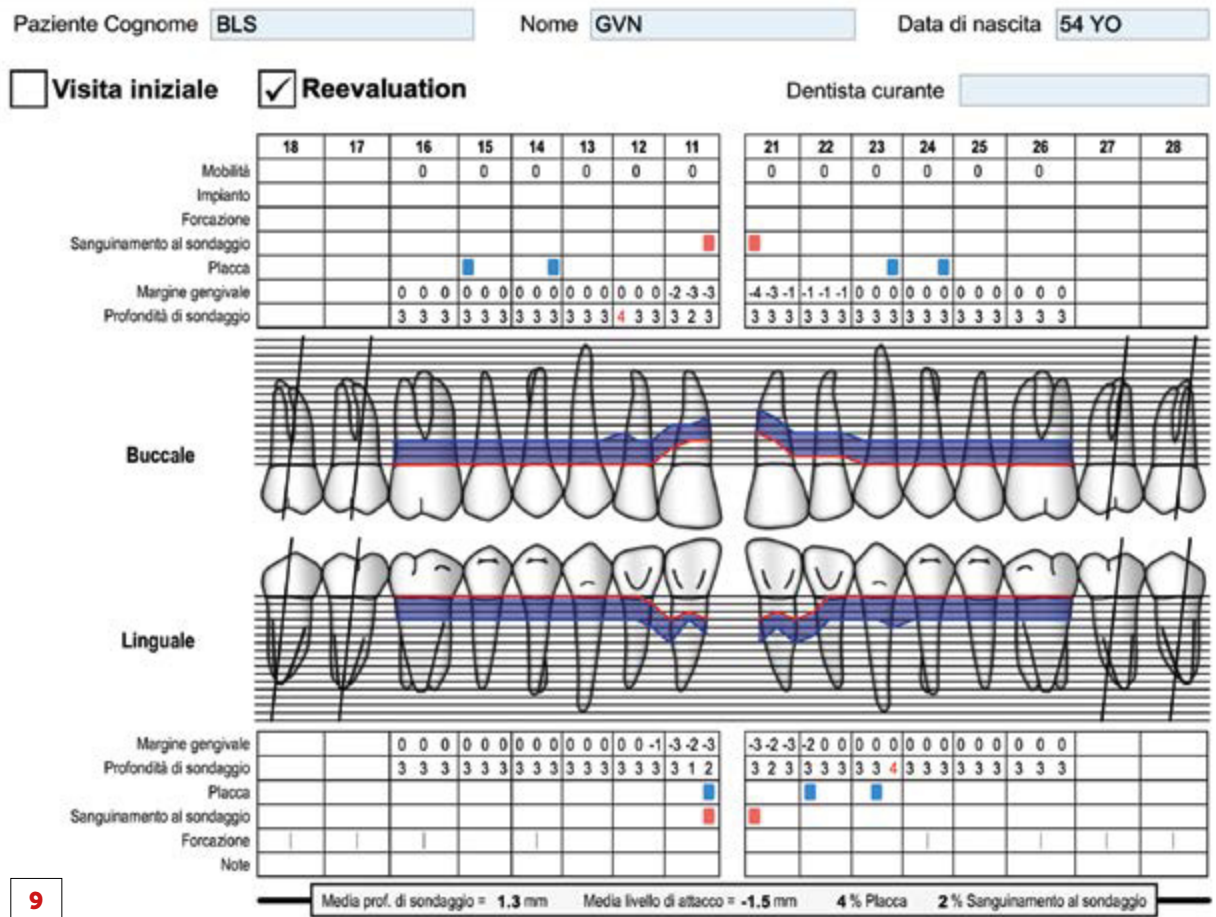 Paziente Cognome BLS Nome GVN Data di nascita 54 YO
Visita iniziale ✓ Reevaluation Dentista curante
18 17 16 15 14 13 12 11 21 22 23 24 25 26 27 28
Mobilità 0 0 0 0 0 0 0 0 0 0 0 0
Impianto
Forcazione
Sanguinamento al sondaggio
Placca
Margine gengivale 0 0 0 0 0 0 0 0 0 0 0 0 0 0 0 -2 -3 -3 -4 -3 -1 -1 -1 -1 0 0 0 0 0 0 0 0 0 0 0 0
Profondità di sondaggio 3 3 3 3 3 3 3 3 3 3 3 3 4 3 3 3 2 3 3 3 3 3 3 3 3 3 3 3 3 3 3 3 3 3 3 3
Buccale
Linguale
Margine gengivale 0 0 0 0 0 0 0 0 0 0 0 0 0 0 -1 -3 -2 -3 -3 -2 -3 -2 0 0 0 0 0 0 0 0 0 0 0 0 0 0
Profondità di sondaggio 3 3 3 3 3 3 3 3 3 3 3 3 3 3 3 3 1 2 3 2 3 3 3 3 3 3 4 3 3 3 3 3 3 3 3 3
Placca
Sanguinamento al sondaggio
Forcazione
Note
9
Media prof. di sondaggio = 1.3 mm Media livello di attacco = -1.5 mm 4 % Placca 2 % Sanguinamento al sondaggio